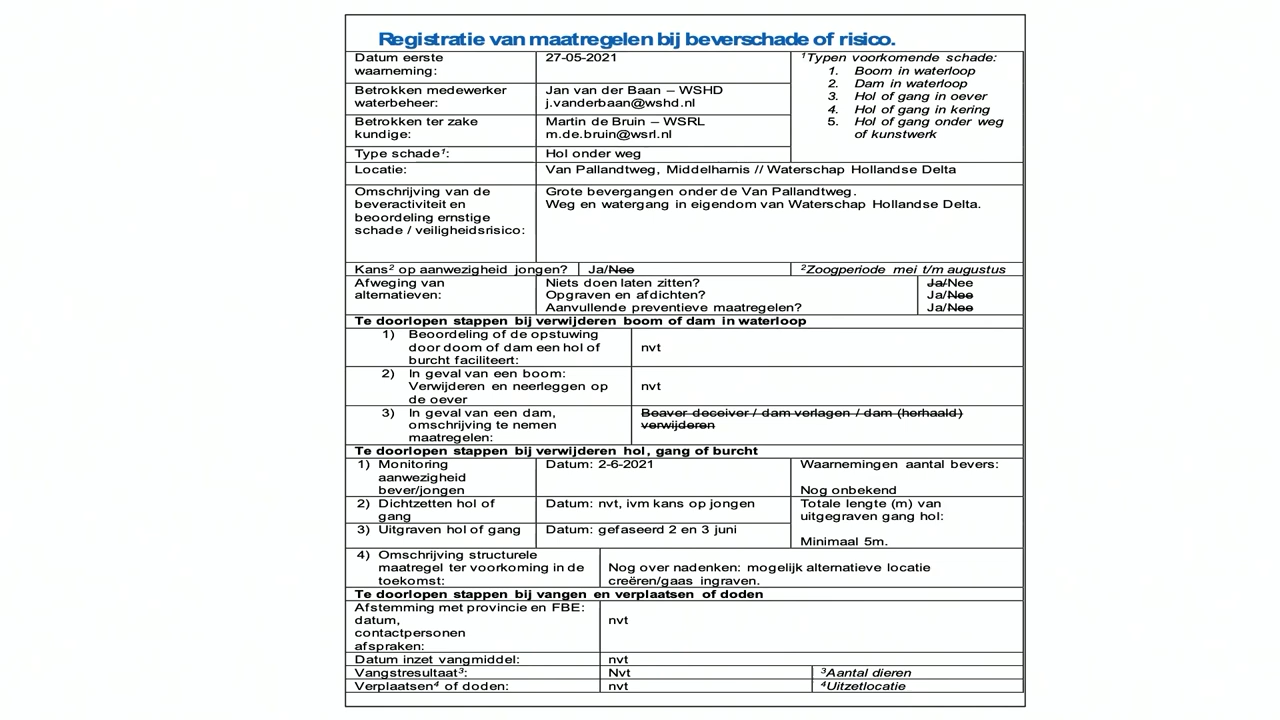 Registratie van maatregelen bij beverschade of risico.
Datum eerste
waarneming:
27-05-2021
Betrokken medewerker
waterbeheer:
Jan van der Baan – WSHD
j.vanderbaan@wshd.nl
Betrokken ter zake
kundige:
Martin de Bruin – WSRL
m.de.bruin@wsrl.nl
Type schade¹:
Hol onder weg
¹Typen voorkomende schade:
1. Boom in waterloop
2. Dam in waterloop
3. Hol of gang in oever
4. Hol of gang in kering
5. Hol of gang onder weg
of kunstwerk
Locatie:
Van Pallandtweg, Middelharnis // Waterschap Hollandse Delta
Omschrijving van de
beveractiviteit en
beoordeling ernstige
schade / veiligheidsrisico:
Grote bevergangen onder de Van Pallandtweg.
Weg en watergang in eigendom van Waterschap Hollandse Delta.
Kans² op aanwezigheid jongen?
Ja/Nee
²Zoogperiode mei t/m augustus
Afweging van
alternatieven:
Niets doen laten zitten?
Ja/Nee
Opgraven en afdichten?
Ja/Nee
Aanvullende preventieve maatregelen?
Ja/Nee
Te doorlopen stappen bij verwijderen boom of dam in waterloop
1) Beoordeling of de opstuwing
door doom of dam een hol of
burcht faciliteert:
nvt
2) In geval van een boom:
Verwijderen en neerleggen op
de oever
nvt
3) In geval van een dam,
omschrijving te nemen
maatregelen:
Beaver deceiver / dam verlagen / dam (herhaald)
verwijderen
Te doorlopen stappen bij verwijderen hol, gang of burcht
1) Monitoring
aanwezigheid
bever/jongen
Datum: 2-6-2021
Waarnemingen aantal bevers:
Nog onbekend
2) Dichtzetten hol of
gang
Datum: nvt, ivm kans op jongen
3) Uitgraven hol of gang
Datum: gefaseerd 2 en 3 juni
Totale lengte (m) van
uitgegraven gang hol:
Minimaal 5m.
4) Omschrijving structurele
maatregel ter voorkoming in de
toekomst:
Nog over nadenken: mogelijk alternatieve locatie
creëren/gaas ingraven.
Te doorlopen stappen bij vangen en verplaatsen of doden
Afstemming met provincie en FBE:
datum,
contactpersonen
afspraken:
nvt
Datum inzet vangmiddel:
nvt
Vangstresultaat³:
Nvt
³Aantal dieren
Verplaatsen⁴ of doden:
nvt
⁴Uitzetlocatie